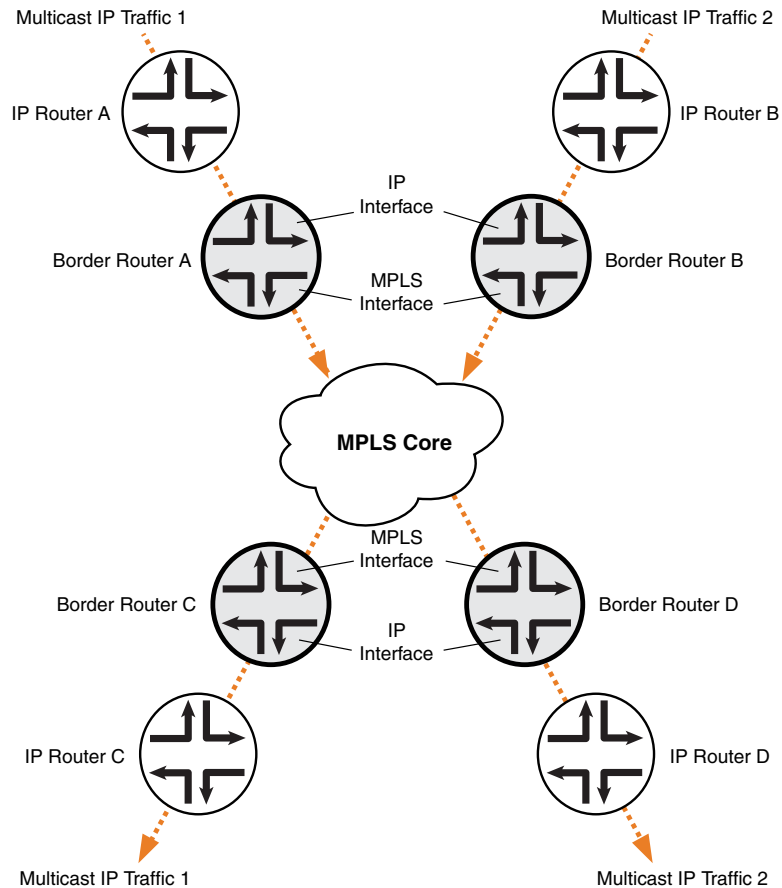 Multicast IP Traffic 1
Multicast IP Traffic 2
IP Router A
IP Router B
IP
Interface
Border Router A
Border Router B
MPLS
Interface
MPLS Core
MPLS
Interface
Border Router C
Border Router D
IP
Interface
IP Router C
IP Router D
Multicast IP Traffic 1
Multicast IP Traffic 2